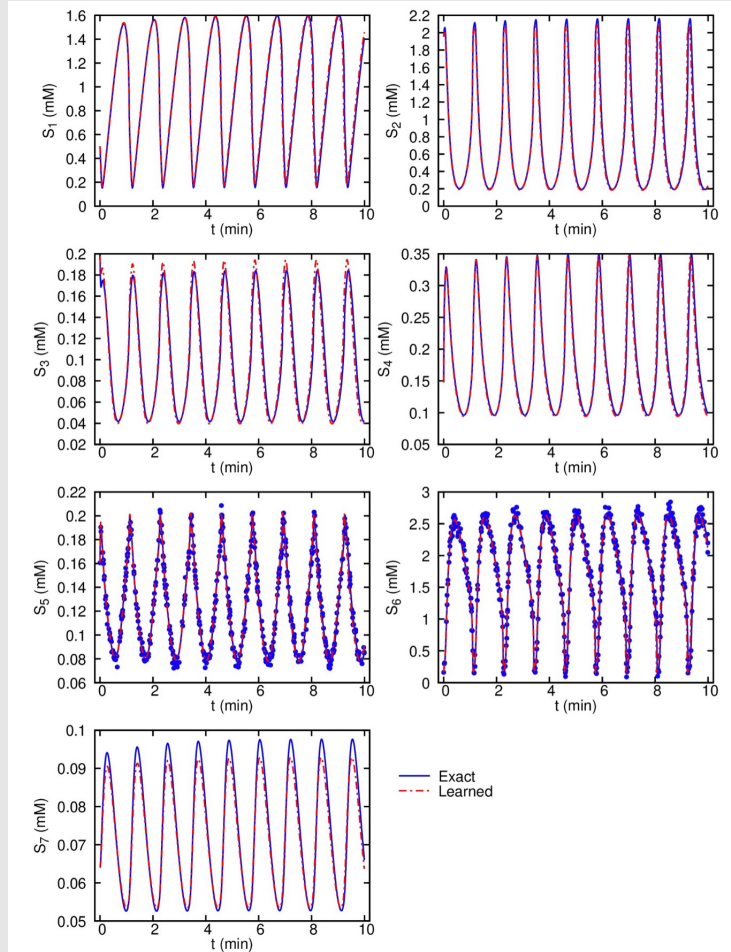 1.6
1.4
1.2
1
0.8
0.6
0.4
0.2
0
S1 (mM)
0 2 4 6 8 10
t (min)
2.2
2
1.8
1.6
1.4
1.2
1
0.8
0.6
0.4
0.2
0
S2 (mM)
0 2 4 6 8 10
t (min)
0.2
0.18
0.16
0.14
0.12
0.1
0.08
0.06
0.04
0.02
S3 (mM)
0 2 4 6 8 10
t (min)
0.35
0.3
0.25
0.2
0.15
0.1
0.05
S4 (mM)
0 2 4 6 8 10
t (min)
0.22
0.2
0.18
0.16
0.14
0.12
0.1
0.08
0.06
S5 (mM)
0 2 4 6 8 10
t (min)
3
2.5
2
1.5
1
0.5
0
S6 (mM)
0 2 4 6 8 10
t (min)
0.1
0.09
0.08
0.07
0.06
0.05
S7 (mM)
0 2 4 6 8 10
t (min)
Exact
Learned